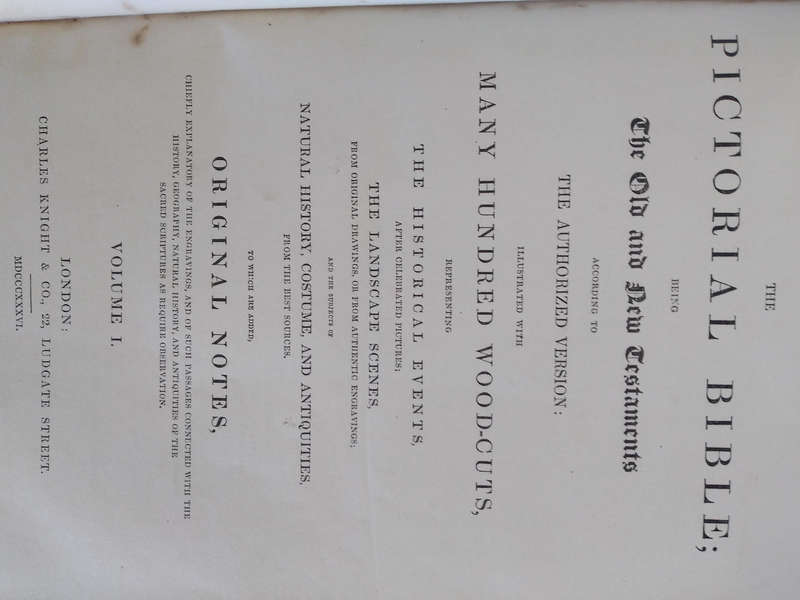 THE
PICTORIAL BIBLE;
BEING
The Old and New Testaments
ACCORDING TO
THE AUTHORIZED VERSION:
ILLUSTRATED WITH
MANY HUNDRED WOOD-CUTS,
REPRESENTING
THE HISTORICAL EVENTS,
AFTER CELEBRATED PICTURES;
THE LANDSCAPE SCENES,
FROM ORIGINAL DRAWINGS, OR FROM AUTHENTIC ENGRAVINGS;
AND THE SUBJECTS OF
NATURAL HISTORY, COSTUME, AND ANTIQUITIES,
FROM THE BEST SOURCES.
TO WHICH ARE ADDED,
ORIGINAL NOTES,
CHIEFLY EXPLANATORY OF THE ENGRAVINGS, AND OF SUCH PASSAGES CONNECTED WITH THE
HISTORY, GEOGRAPHY, NATURAL HISTORY, AND ANTIQUITIES OF THE
SACRED SCRIPTURES AS REQUIRE OBSERVATION.
VOLUME I.
LONDON:
CHARLES KNIGHT & CO., 22, LUDGATE STREET.
MDCCCXXXVI.